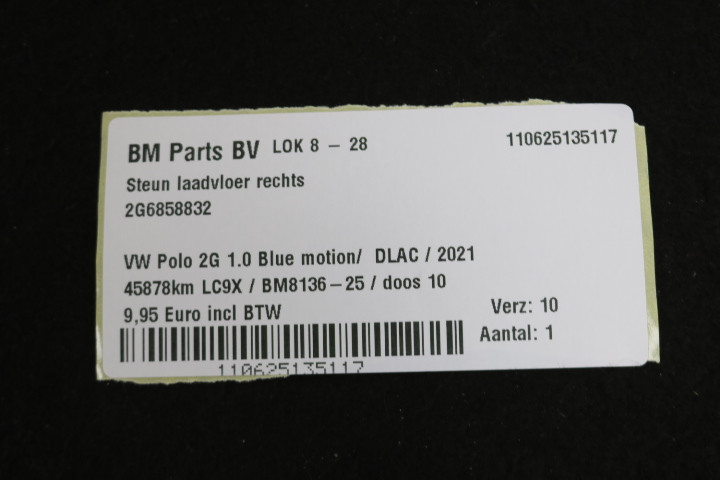 BM Parts BV LOK 8 - 28 110625135117
Steun laadvloer rechts
2G6858832
VW Polo 2G 1.0 Blue motion/ DLAC / 2021
45878km LC9X / BM8136-25 / doos 10
9,95 Euro incl BTW Verz: 10
Aantal: 1
110625135117